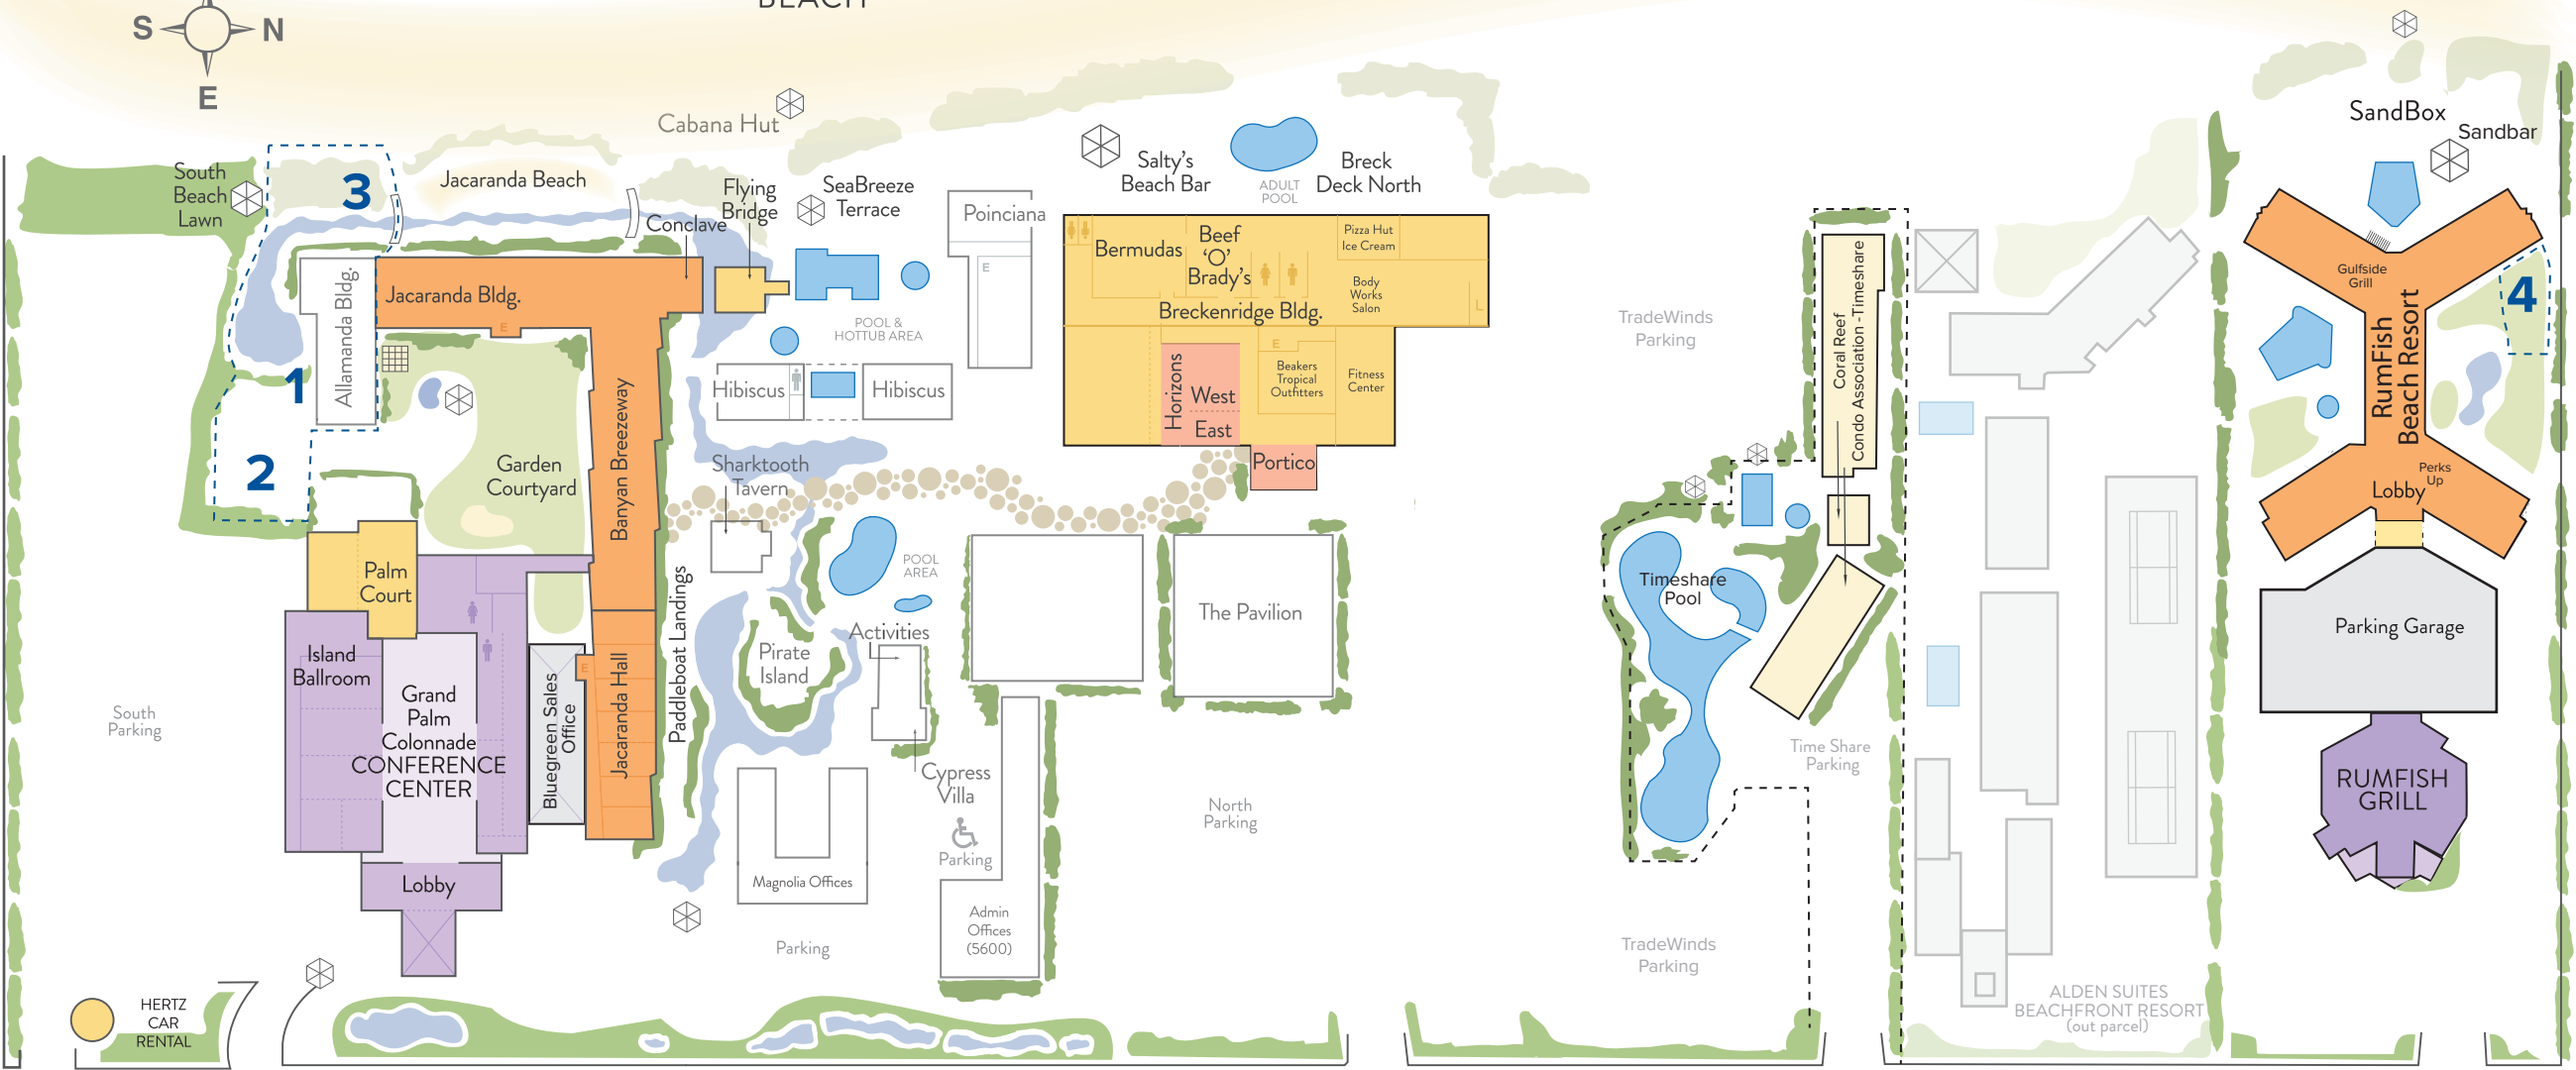 BEACH
S
N
E
Cabana Hut
South
Beach
Lawn
3
Jacaranda Beach
Flying
Bridge
Conclave
SeaBreeze
Terrace
Poinciana
E
Salty's
Beach Bar
ADULT
POOL
Breck
Deck North
SandBox
Sandbar
Allamanda Bldg.
Jacaranda Bldg.
E
POOL &
HOTTUB AREA
Hibiscus
Hibiscus
Bermudas
Beef
'O'
Brady's
Pizza Hut
Ice Cream
Body
Works
Salon
L
Breckenridge Bldg.
Horizons
West
East
E
Beakers
Tropical
Outfitters
Fitness
Center
Portico
TradeWinds
Parking
Coral Reef
Condo Association -Timeshare
Gulfside
Grill
RumFish
Beach Resort
4
Perks
Up
Lobby
1
2
Garden
Courtyard
Banyan Breezeway
Sharktooth
Tavern
Palm
Court
POOL
AREA
The Pavilion
Timeshare
Pool
Parking Garage
Island
Ballroom
Grand
Palm
Colonnade
CONFERENCE
CENTER
Bluegreen Sales
Office
E
Jacaranda Hall
Paddleboat Landings
Pirate
Island
Activities
Cypress
Villa
Parking
South
Parking
North
Parking
Time Share
Parking
RUMFISH
GRILL
Lobby
Magnolia Offices
Admin
Offices
(5600)
Parking
TradeWinds
Parking
ALDEN SUITES
BEACHFRONT RESORT
(out parcel)
HERTZ
CAR
RENTAL